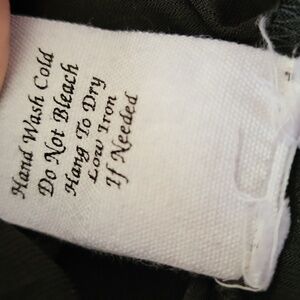 Hand Wash Cold
Do Not Bleach
Hang To Dry
Low Iron
If Needed